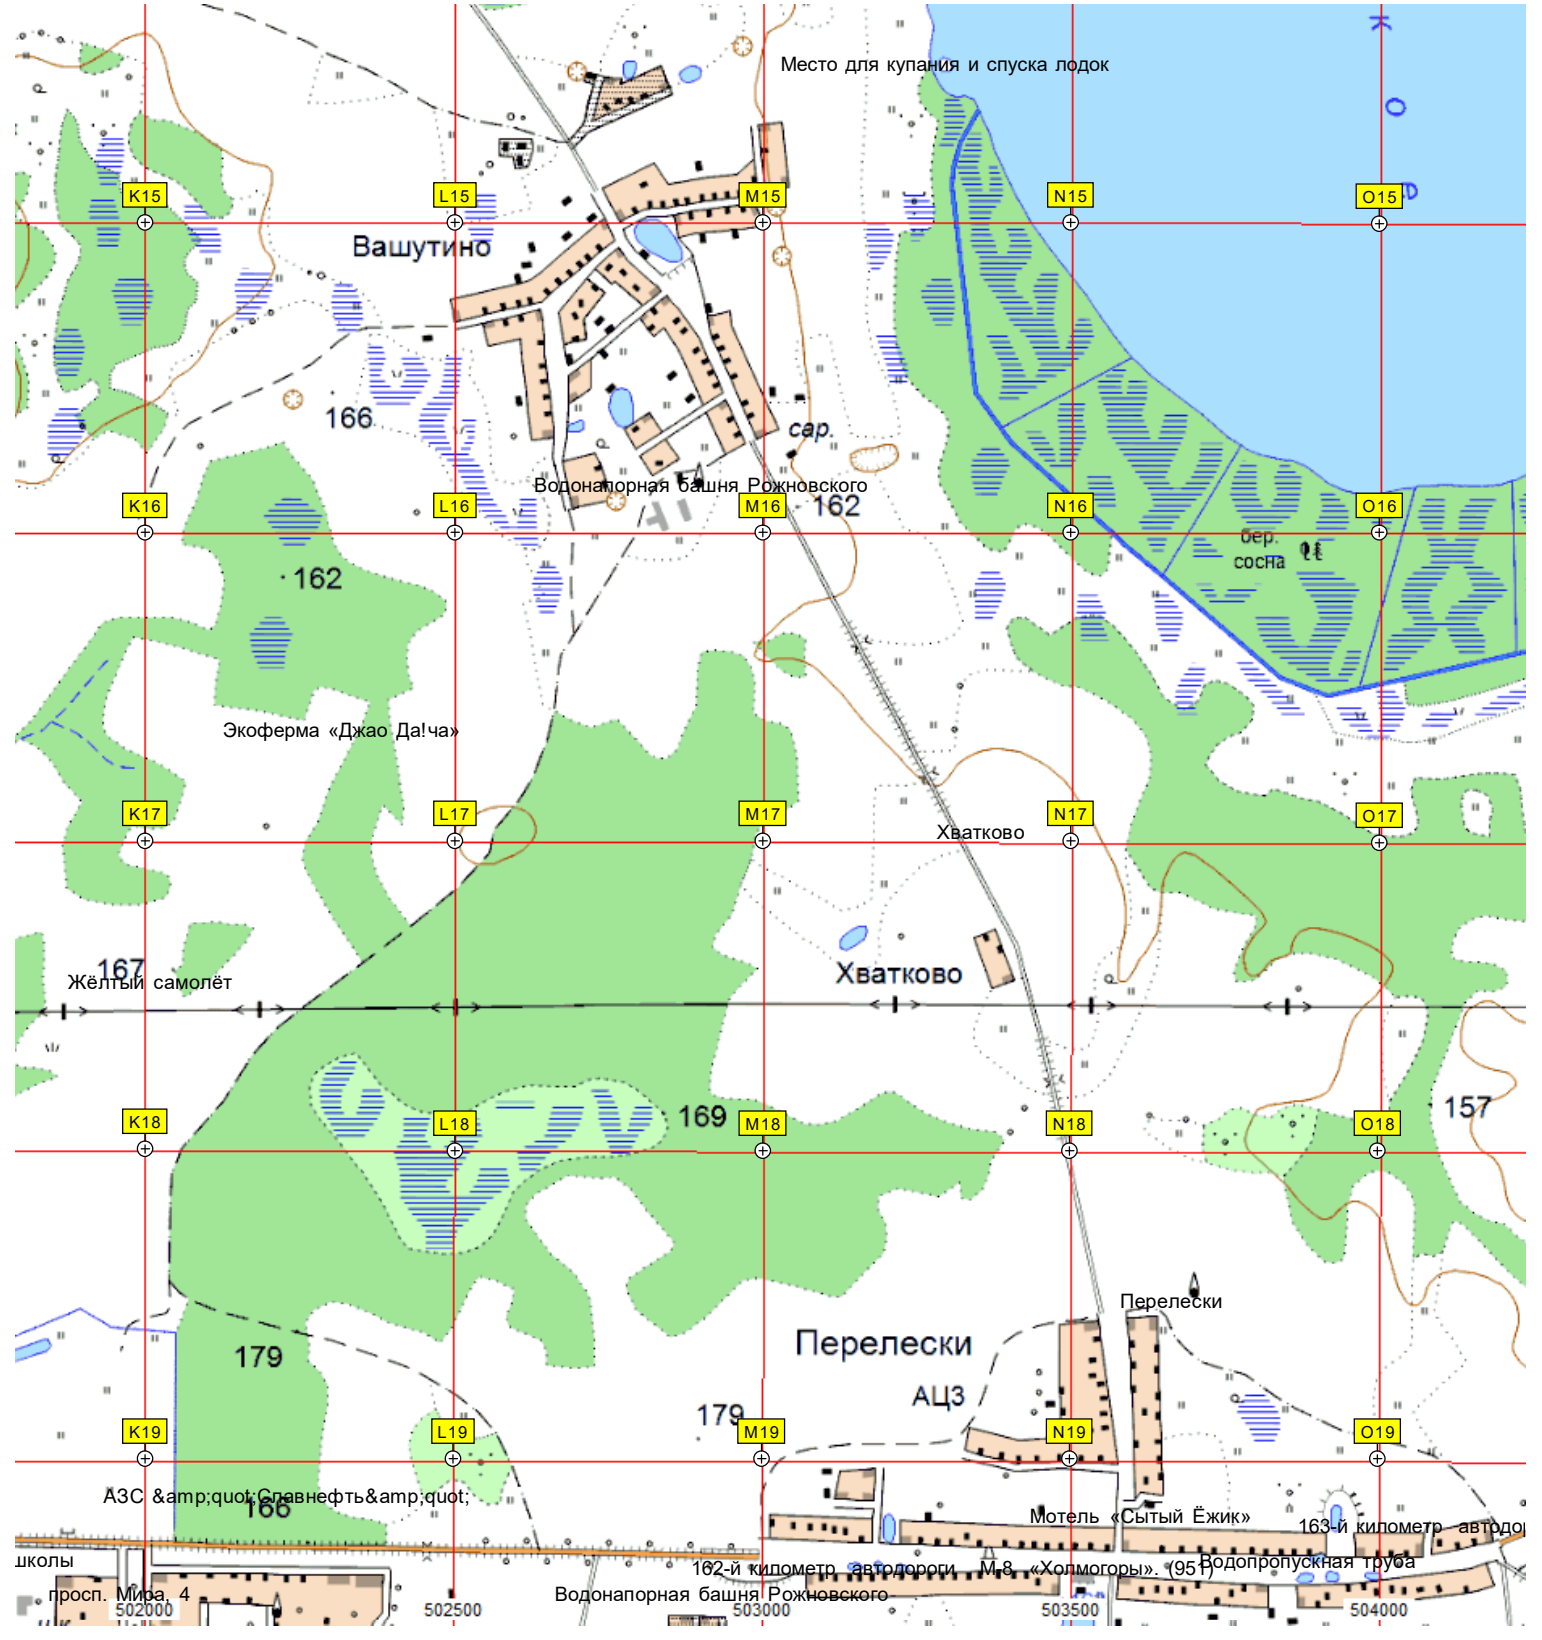 К
Место для купания и спуска лодок
О
е
K15
L15
M15
N15
O15
Вашутино
166
сар.
Водонапорная башня Рожновского
162
K16
L16
M16
N16
O16
бер.
сосна
162
Экоферма «Джао Да!ча»
K17
L17
M17
N17
O17
Хватково
167
Жёлтый самолёт
Хватково
169
157
K18
L18
M18
N18
O18
Перелески
Перелески
179
АЦЗ
179
K19
L19
M19
N19
O19
АЗС &amp;quot;Славнефть&amp;quot;
166
Мотель «Сытый Ёжик»
163-й километр автодо
школы
162-й километр автодороги М-8 «Холмогоры». (951)
Водопропускная труба
просп. Мира, 4
Водонапорная башня Рожновского
502000
502500
503000
503500
504000